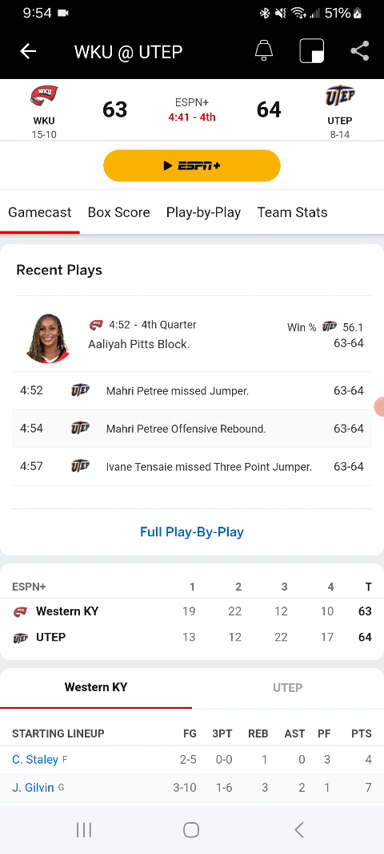 9:54 51%
WKU @ UTEP
WKU 63 ESPN+ 64 UTEP
15-10 4:41 - 4th 8-14
ESPN+
Gamecast Box Score Play-by-Play Team Stats
Recent Plays
4:52 - 4th Quarter Win % UTEP 56.1
Aaliyah Pitts Block. 63-64
4:52 UTEP Mahri Petree missed Jumper. 63-64
4:54 UTEP Mahri Petree Offensive Rebound. 63-64
4:57 UTEP Ivane Tensaie missed Three Point Jumper. 63-64
Full Play-By-Play
ESPN+ 1 2 3 4 T
Western KY 19 22 12 10 63
UTEP UTEP 13 12 22 17 64
Western KY UTEP
STARTING LINEUP FG 3PT REB AST PF PTS
C. Staley F 2-5 0-0 1 0 3 4
J. Gilvin G 3-10 1-6 3 2 1 7